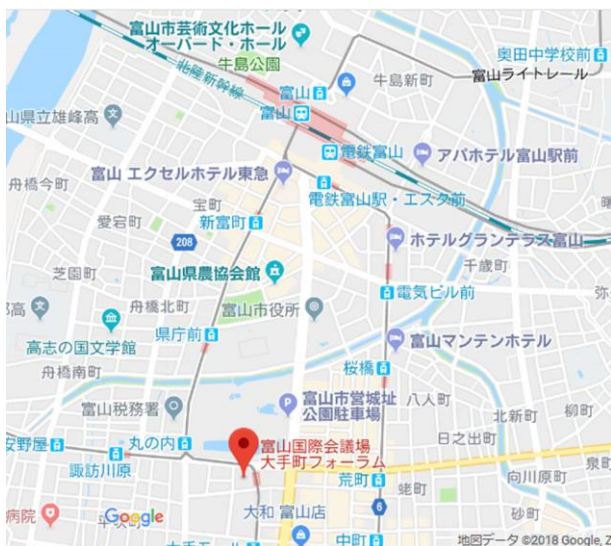 富山市芸術文化ホール
オーバード・ホール
牛島公園
奥田中学校前
富山ライトレール
北陸新幹線
富山
牛島新町
山県立雄峰高
富山
電鉄富山
アパホテル富山駅前
富山 エクセルホテル東急
舟橋今町
電鉄富山駅・エスタ前
宝町
愛宕町
新富町
208
ホテルグランテラス富山
千歳町
芝園町
富山県農協会館
電気ビル前
舟橋北町
富山市役所
高志の国文学館
県庁前
富山マンテンホテル
舟橋南町
桜橋
富山市営城址
公園駐車場
八人町
北新町
柳町
富山税務署
丸の内
安野屋
日之出町
富山国際会議場
大手町フォーラム
諏訪川原
荒町
蛯町
向川原町
泉町
病院
Google
大和 富山店
6
砂町
大手モール
中町
地図データ ©2018 Google, Z